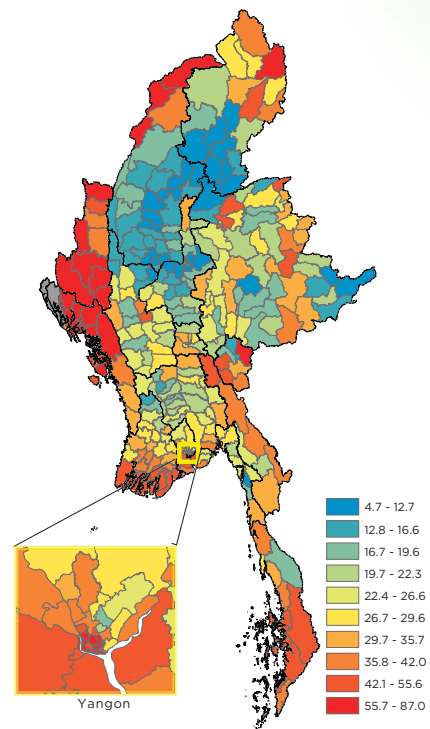 4.7 - 12.7
12.8 - 16.6
16.7 - 19.6
19.7 - 22.3
22.4 - 26.6
26.7 - 29.6
29.7 - 35.7
35.8 - 42.0
42.1 - 55.6
55.7 - 87.0
Yangon